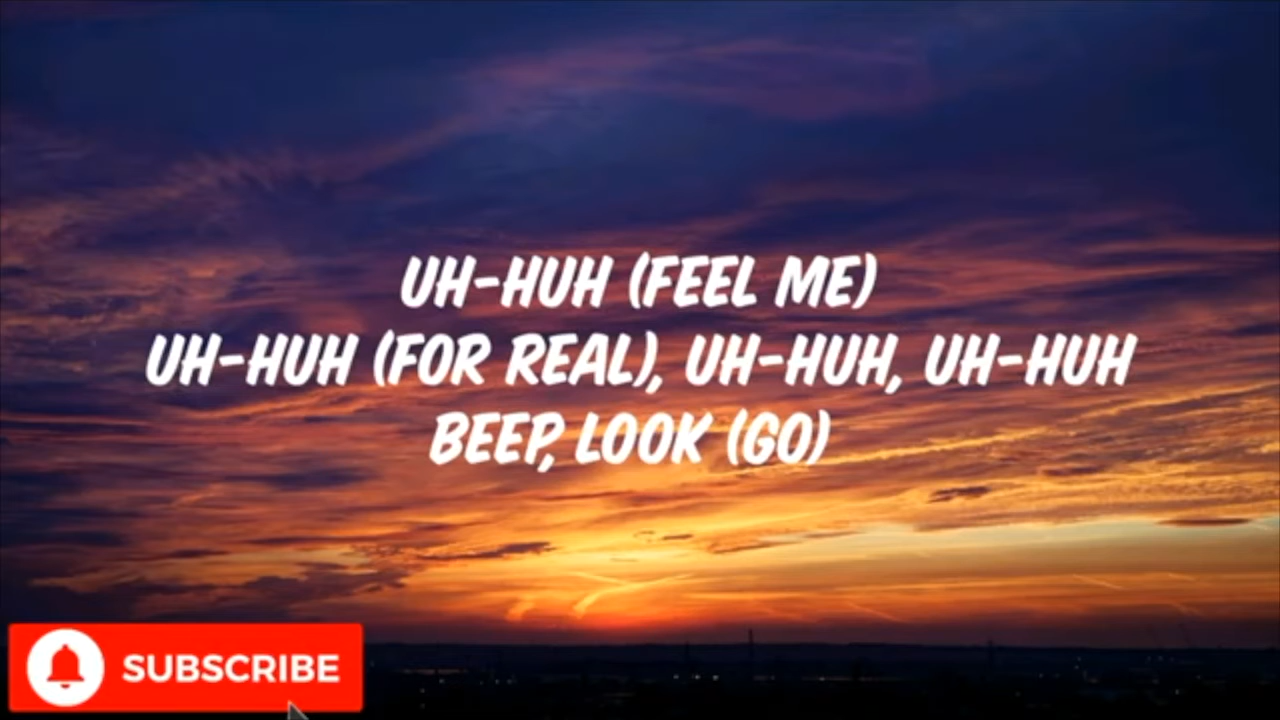 UH-HUH (FEEL ME)
UH-HUH (FOR REAL), UH-HUH, UH-HUH
BEEP, LOOK (GO)
SUBSCRIBE